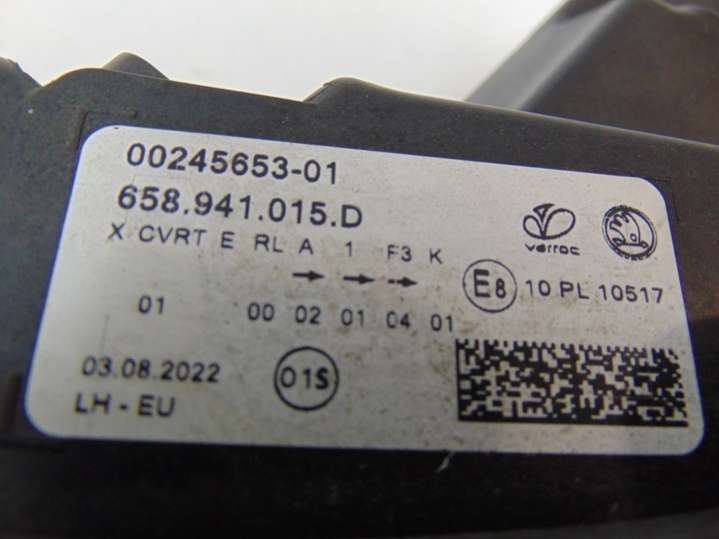 00245653-01
658.941.015.D
X CVRT E RL A 1 F3 K
varroc
E8 10 PL 10517
01 00 02 01 04 01
03.08.2022
01S
LH-EU